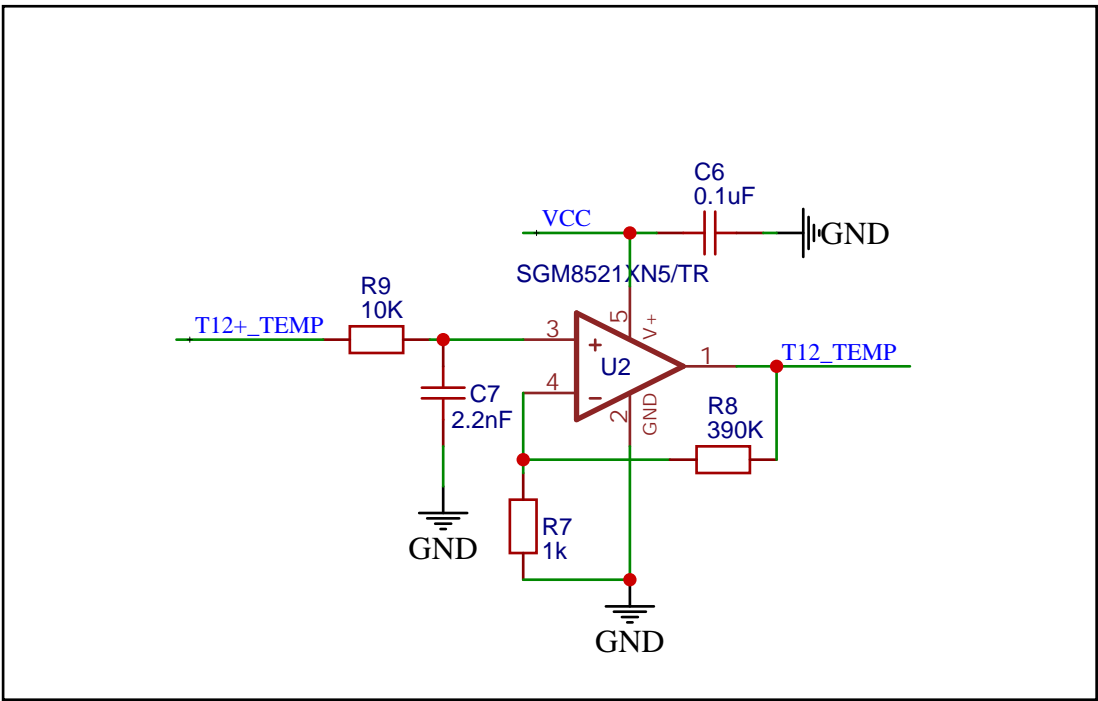 C6
0.1uF
VCC
GND
SGM8521XN5/TR
R9
10K
T12+_TEMP
5
V+
3
+
U2
1
T12_TEMP
4
−
2
GND
C7
2.2nF
R8
390K
GND
R7
1k
GND